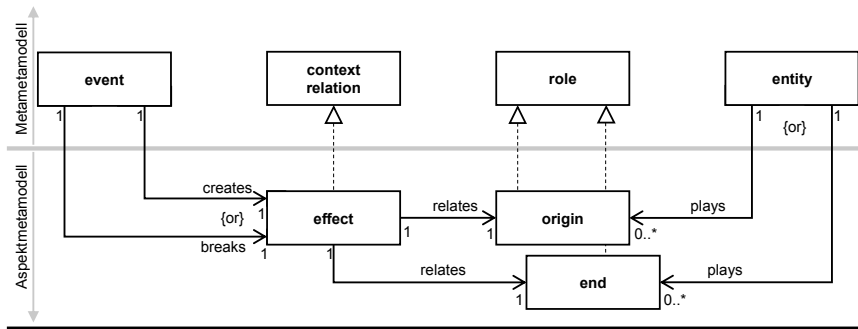 Metametamodell
event
context
relation
role
entity
1
1
1
1
{or}
Aspektmetamodell
creates
1
{or}
breaks
1
effect
1
1
relates
1
origin
0..*
plays
relates
1
end
0..*
plays